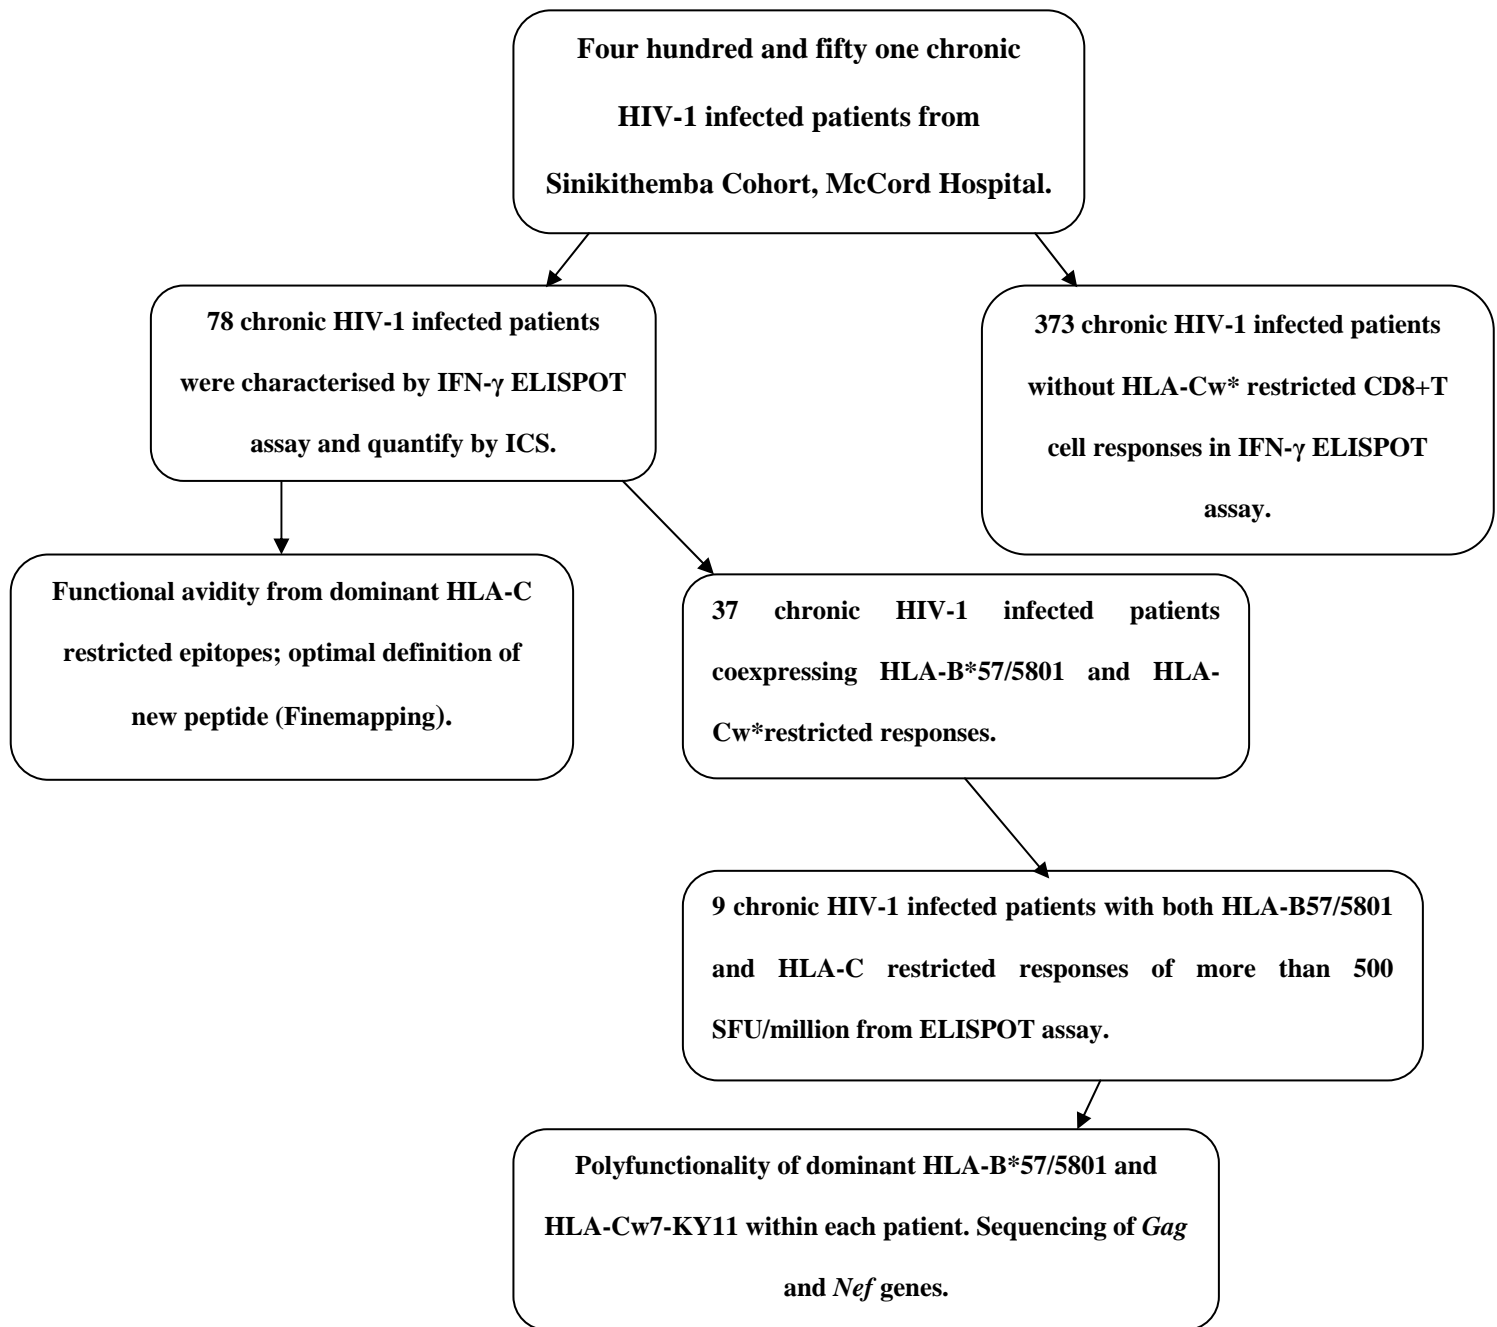 Four hundred and fifty one chronic
HIV-1 infected patients from
Sinikithemba Cohort, McCord Hospital.
78 chronic HIV-1 infected patients
were characterised by IFN-γ ELISPOT
assay and quantify by ICS.
373 chronic HIV-1 infected patients
without HLA-Cw* restricted CD8+T
cell responses in IFN-γ ELISPOT
assay.
Functional avidity from dominant HLA-C
restricted epitopes; optimal definition of
new peptide (Finemapping).
37 chronic HIV-1 infected patients
coexpressing HLA-B*57/5801 and HLA-
Cw*restricted responses.
9 chronic HIV-1 infected patients with both HLA-B57/5801
and HLA-C restricted responses of more than 500
SFU/million from ELISPOT assay.
Polyfunctionality of dominant HLA-B*57/5801 and
HLA-Cw7-KY11 within each patient. Sequencing of Gag
and Nef genes.